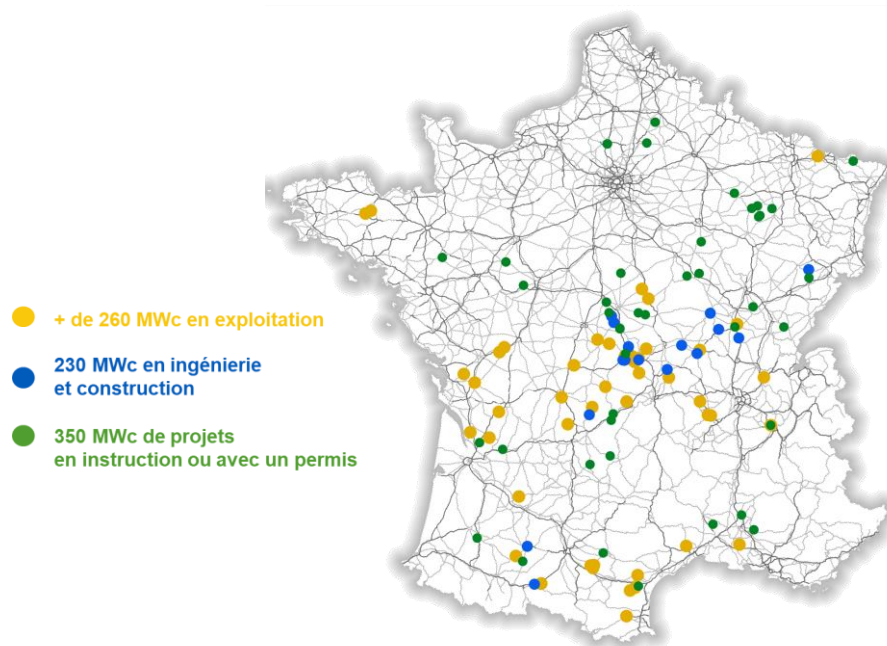 + de 260 MWc en exploitation
230 MWc en ingénierie
et construction
350 MWc de projets
en instruction ou avec un permis